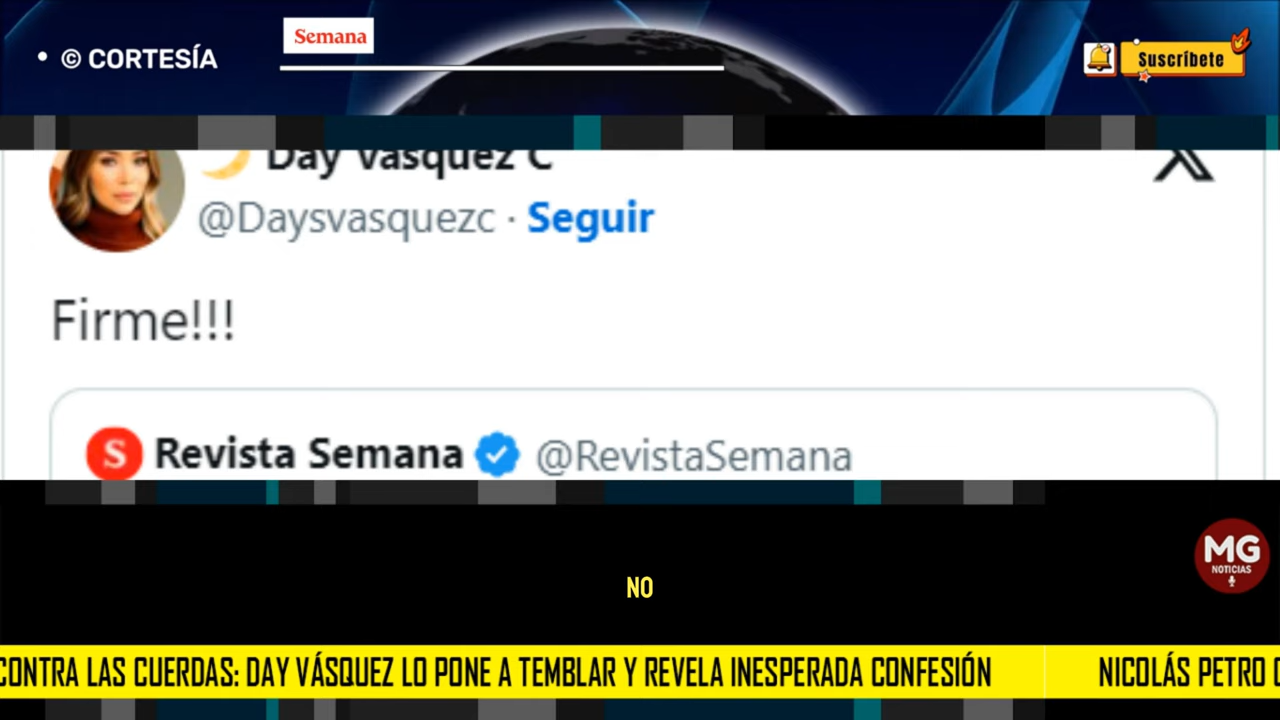 • © CORTESÍA
Semana
Suscríbete
Day Vásquez C
@Daysvasquezc · Seguir
Firme!!!
S Revista Semana @RevistaSemana
MG
NOTICIAS
NO
CONTRA LAS CUERDAS: DAY VÁSQUEZ LO PONE A TEMBLAR Y REVELA INESPERADA CONFESIÓN NICOLÁS PETRO